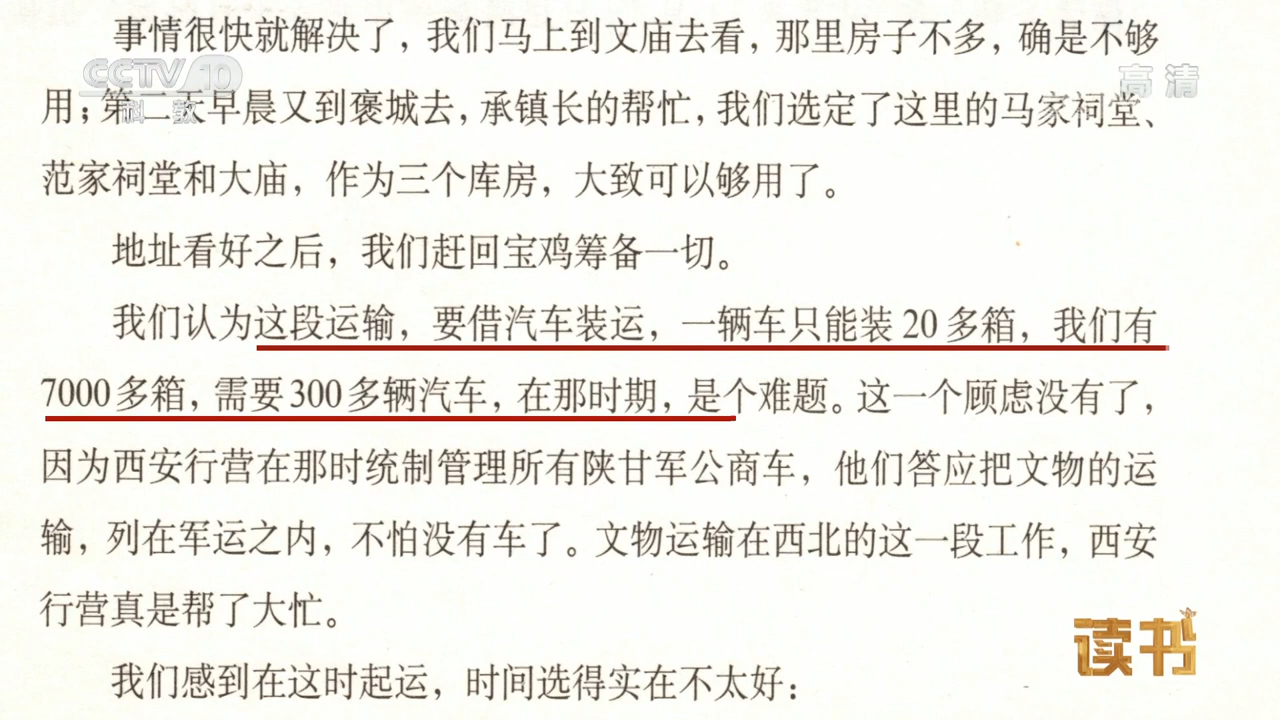 事情很快就解决了，我们马上到文庙去看，那里房子不多，确是不够
CCTV 10
高清
用；第二天早晨又到褒城去，承镇长的帮忙，我们选定了这里的马家祠堂、
科教
范家祠堂和大庙，作为三个库房，大致可以够用了。
地址看好之后，我们赶回宝鸡筹备一切。
我们认为这段运输，要借汽车装运，一辆车只能装20多箱，我们有
7000多箱，需要300多辆汽车，在那时期，是个难题。这一个顾虑没有了，
因为西安行营在那时统制管理所有陕甘军公商车，他们答应把文物的运
输，列在军运之内，不怕没有车了。文物运输在西北的这一段工作，西安
行营真是帮了大忙。
读书
我们感到在这时起运，时间选得实在不太好：